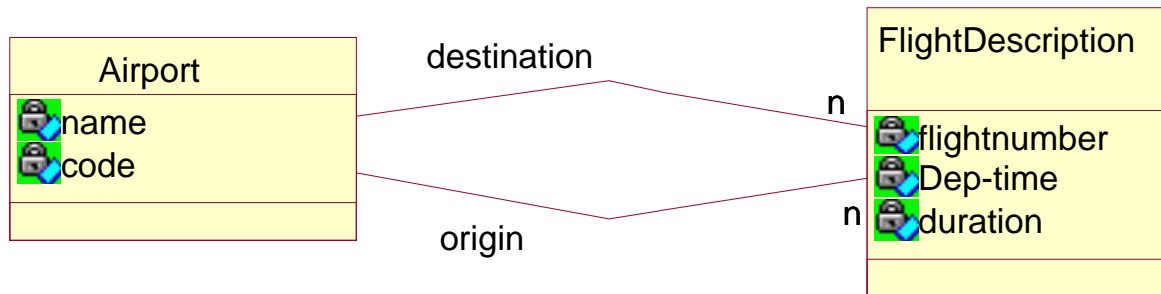 Airport
name
code
destination
origin
n
n
FlightDescription
flightnumber
Dep-time
duration